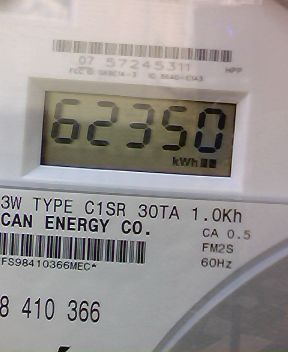 07 57245311
HPP
62350
kWh
3W TYPE C1SR 30TA 1.0Kh
CAN ENERGY CO.
CA 0.5
FM2S
*FS98410366MEC*
60Hz
8 410 366